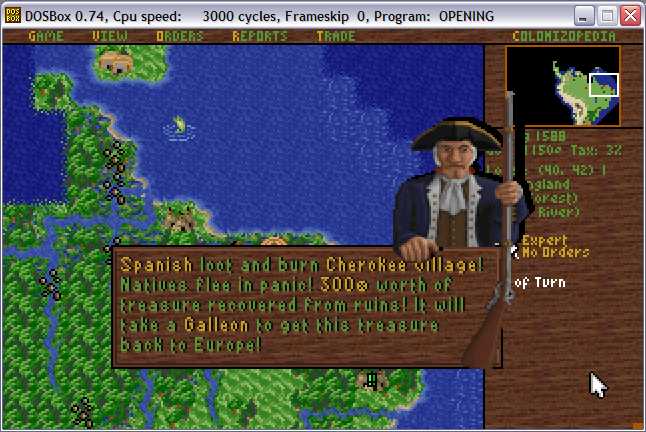 DOSBox 0.74, Cpu speed: 3000 cycles, Frameskip 0, Program: OPENING
GAME VIEW ORDERS REPORTS TRADE COLONIZOPEDIA
1588
Tax: 3%
(40, 42)
Expert
No Orders
of Turn
Spanish loot and burn Cherokee village!
Natives flee in panic! 300 worth of
treasure recovered from ruins! It will
take a Galleon to get this treasure
back to Europe!